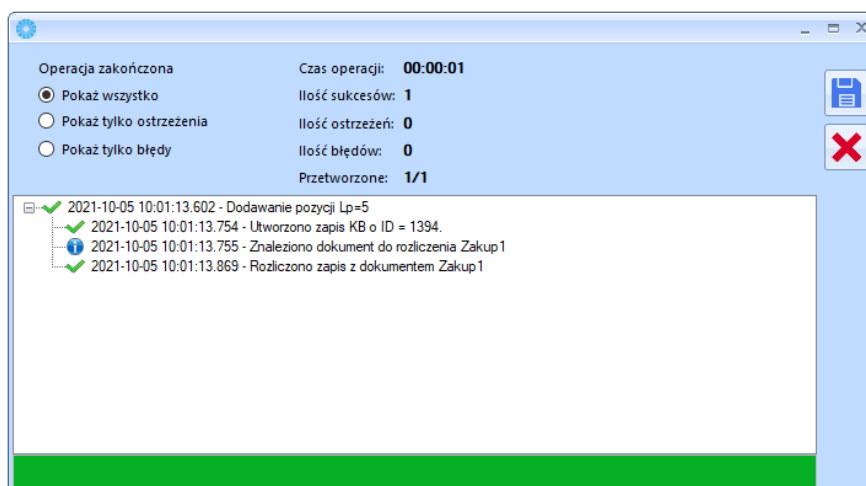 Operacja zakończona
Pokaż wszystko
Pokaż tylko ostrzeżenia
Pokaż tylko błędy
Czas operacji: 00:00:01
Ilość sukcesów: 1
Ilość ostrzeżeń: 0
Ilość błędów: 0
Przetworzone: 1/1
2021-10-05 10:01:13.602 - Dodawanie pozycji Lp=5
2021-10-05 10:01:13.754 - Utworzono zapis KB o ID = 1394.
2021-10-05 10:01:13.755 - Znaleziono dokument do rozliczenia Zakup1
2021-10-05 10:01:13.869 - Rozliczono zapis z dokumentem Zakup1